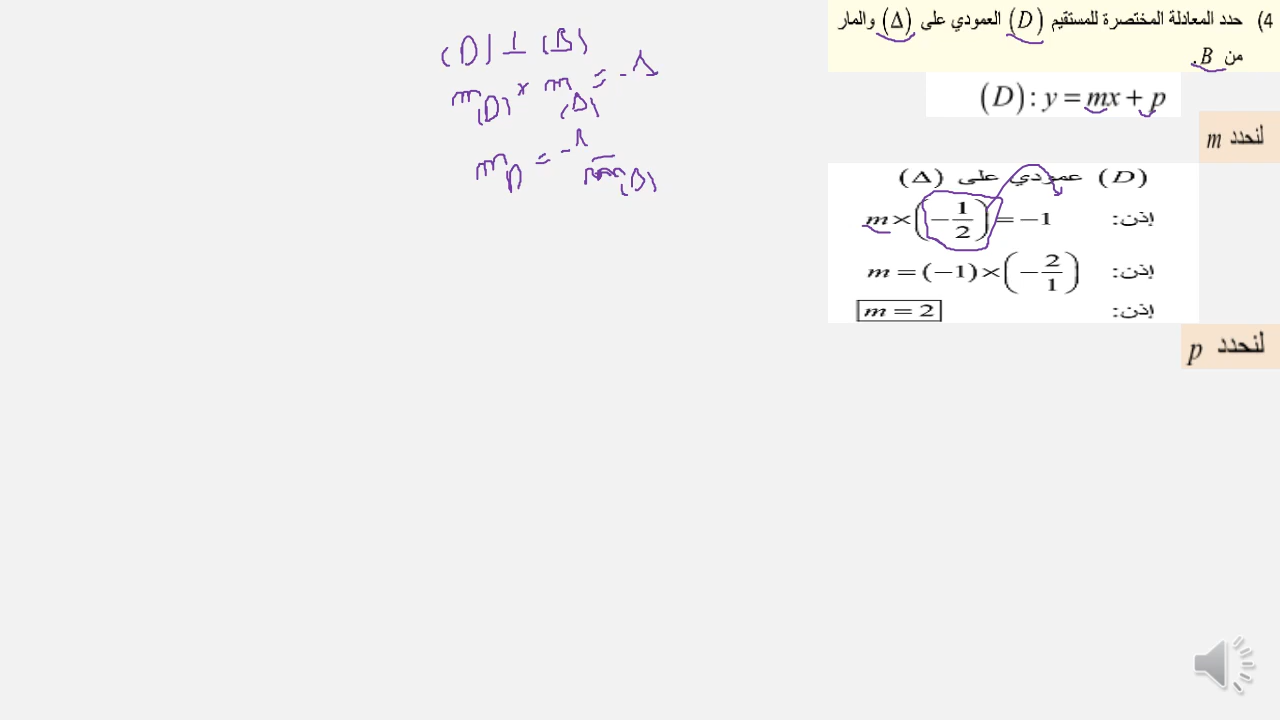 4) حدد المعادلة المختصرة للمستقيم (D) العمودي على (Δ) والمار
من B.
(D): y = mx + p
لنحدد m
(D) عمودي على (Δ)
إذن: m × (−1/2) = −1
إذن: m = (−1) × (−2/1)
إذن: m = 2
لنحدد p
(D) ⊥ (Δ)
m(D) × m(Δ) = -1
mD = -1/m(Δ)